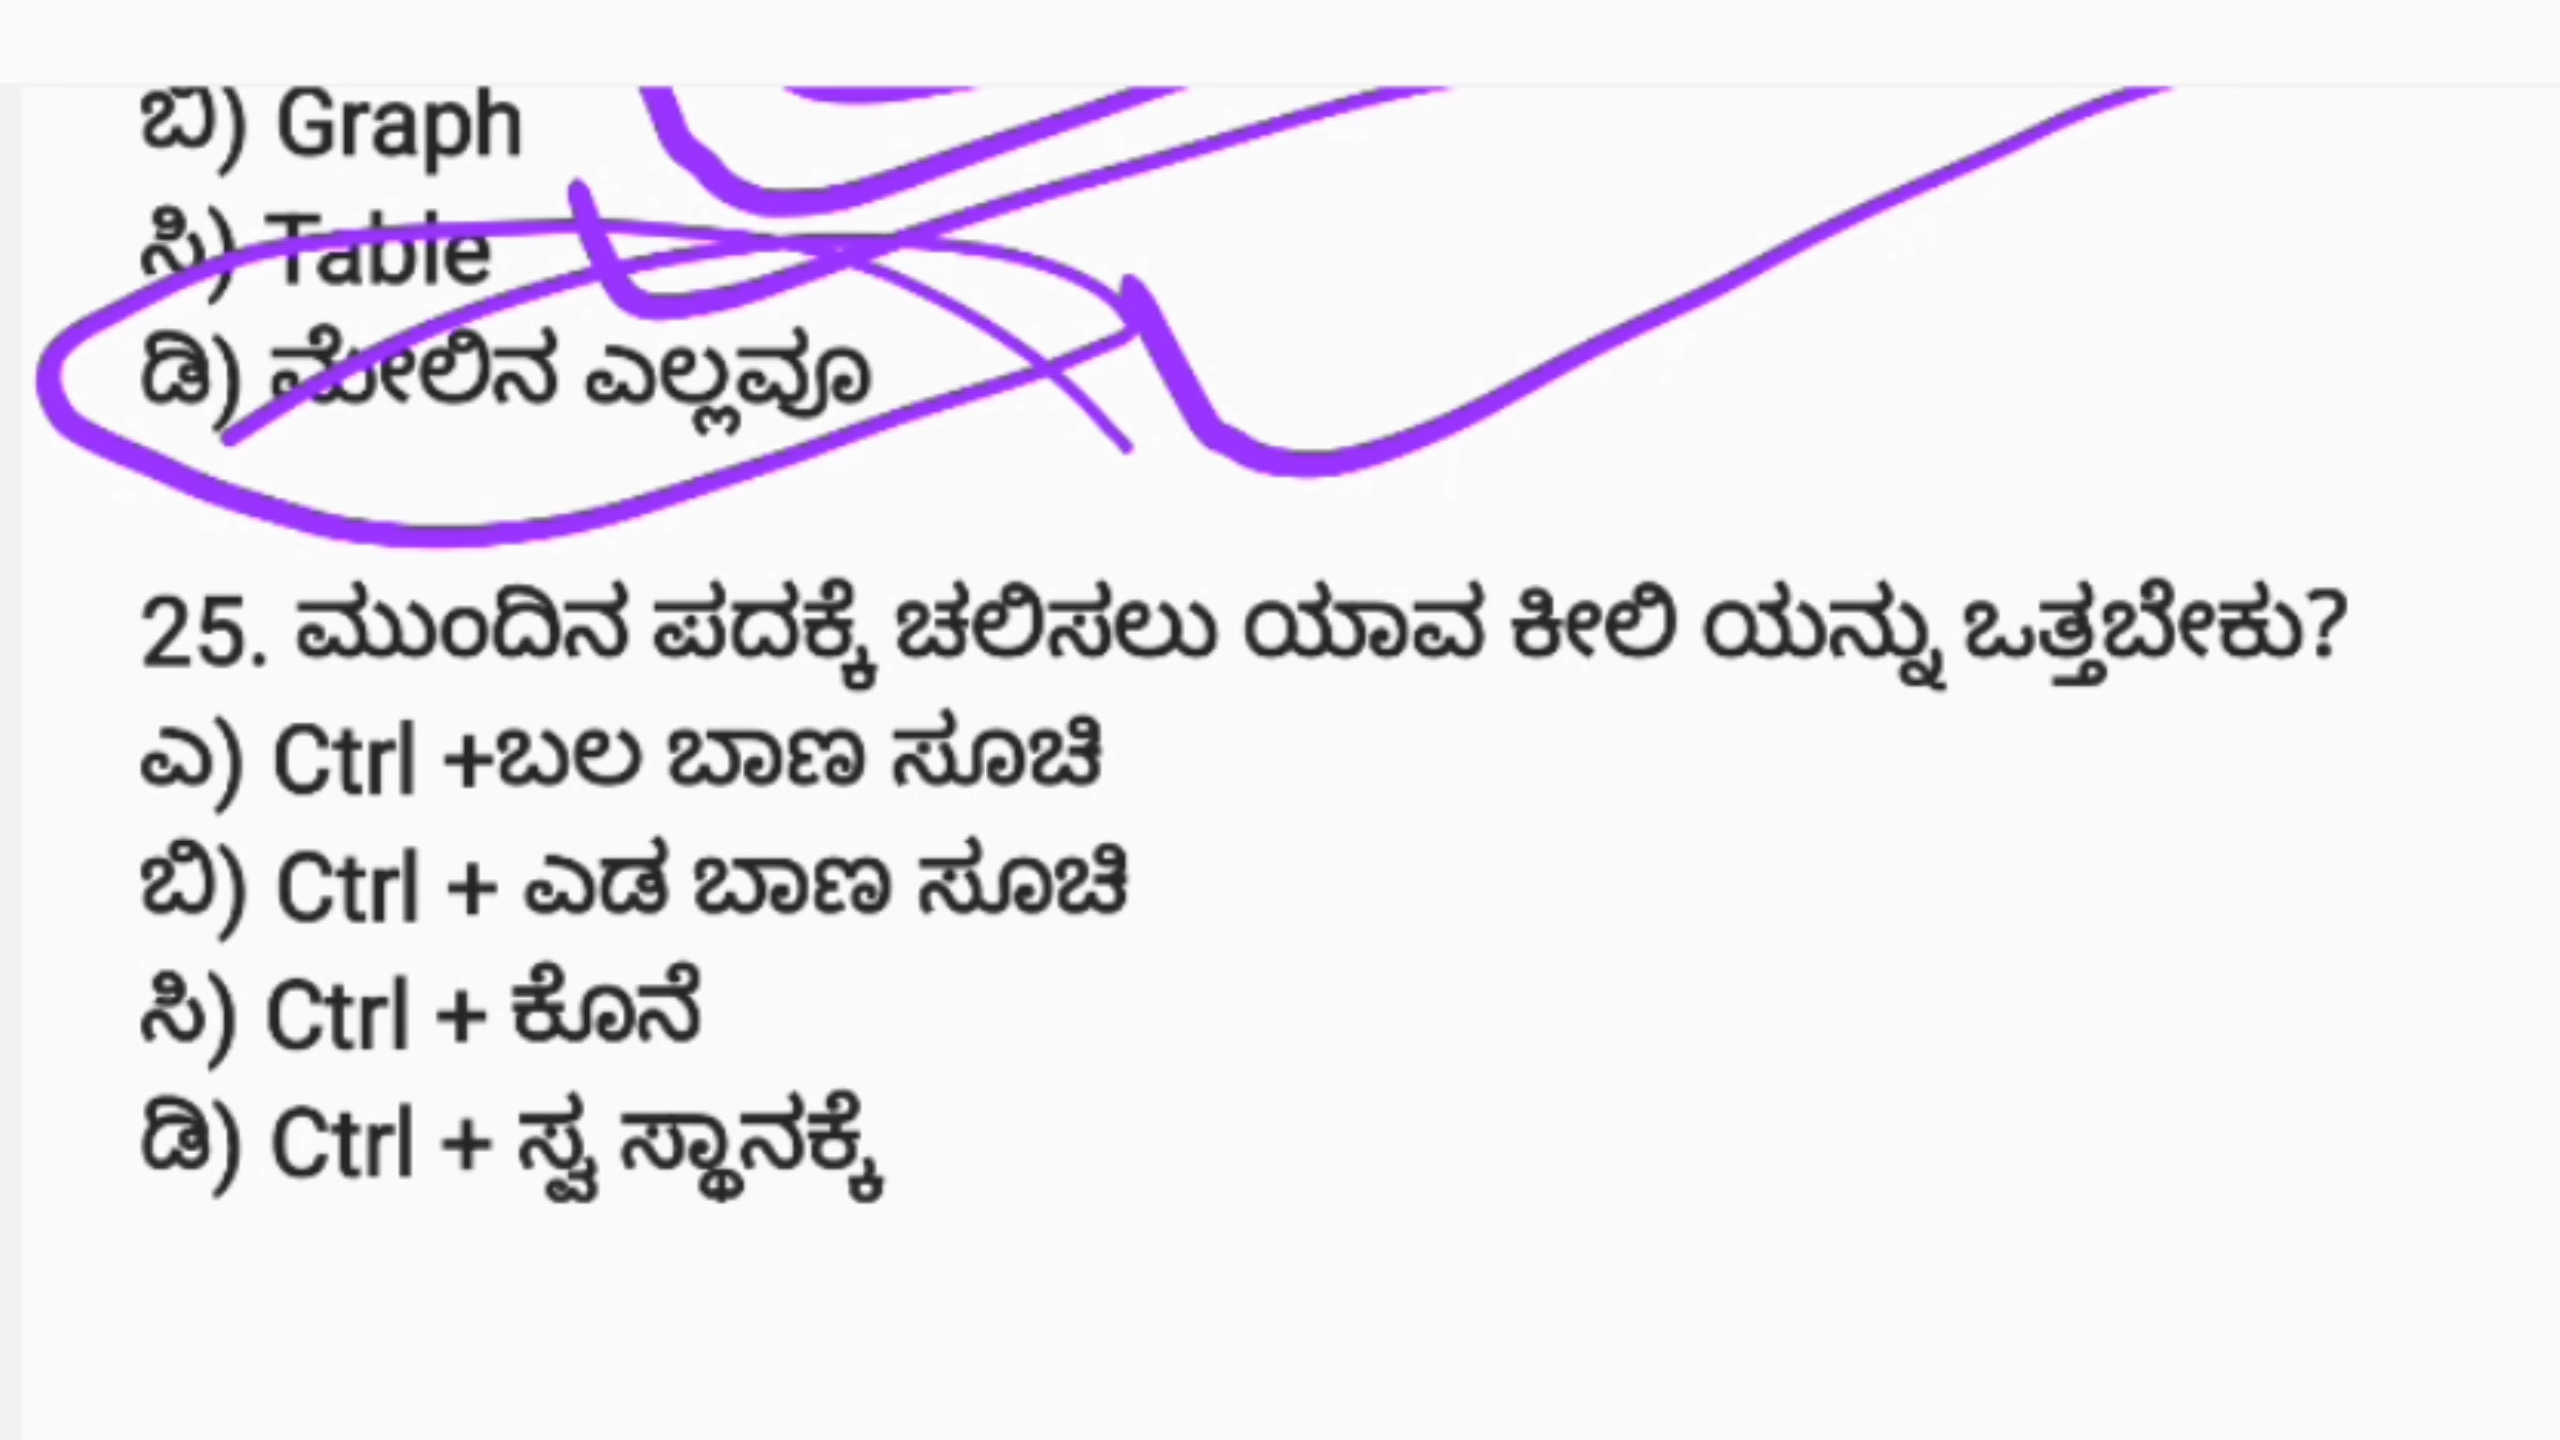 ಬಿ) Graph
ಸಿ) Table
ಡಿ) ಮೇಲಿನ ಎಲ್ಲವೂ
25. ಮುಂದಿನ ಪದಕ್ಕೆ ಚಲಿಸಲು ಯಾವ ಕೀಲಿ ಯನ್ನು ಒತ್ತಬೇಕು?
ಎ) Ctrl +ಬಲ ಬಾಣ ಸೂಚಿ
ಬಿ) Ctrl + ಎಡ ಬಾಣ ಸೂಚಿ
ಸಿ) Ctrl + ಕೊನೆ
ಡಿ) Ctrl + ಸ್ವ ಸ್ಥಾನಕ್ಕೆ